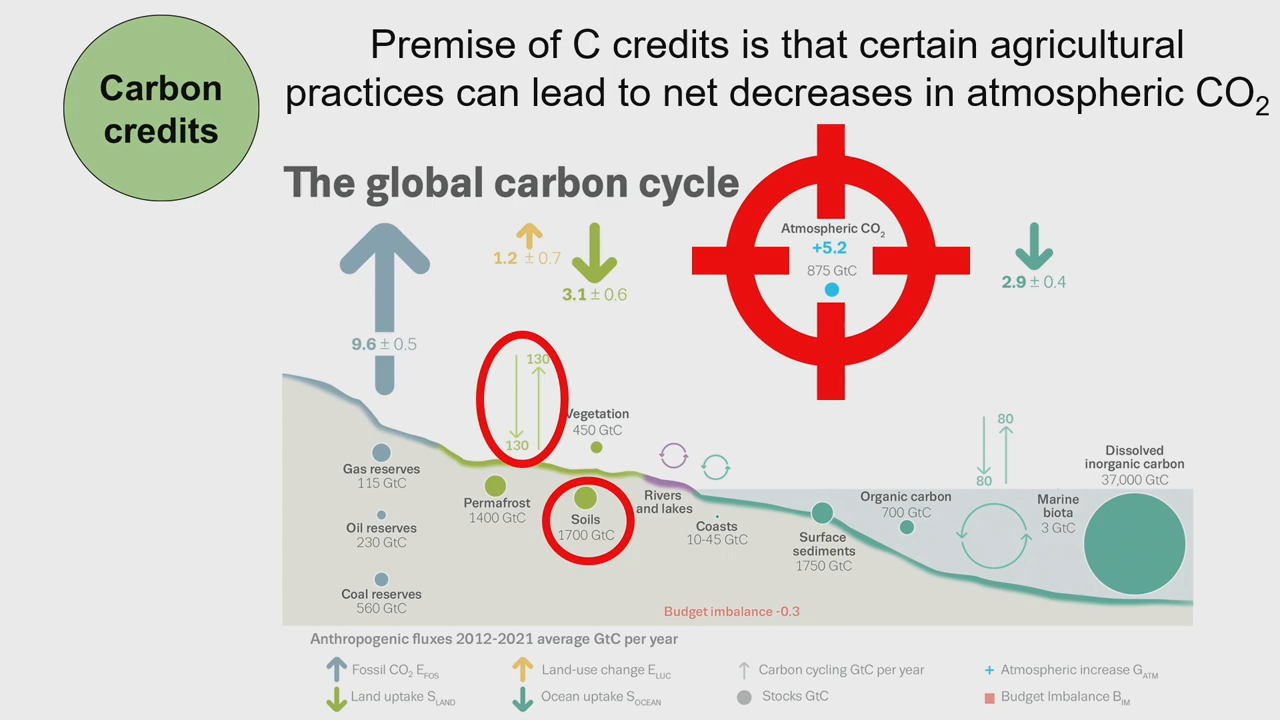 Carbon
credits
Premise of C credits is that certain agricultural
practices can lead to net decreases in atmospheric CO₂
The global carbon cycle
Atmospheric CO₂
+5.2
875 GtC
1.2 ± 0.7
3.1 ± 0.6
2.9 ± 0.4
9.6 ± 0.5
130
130
Vegetation
450 GtC
80
80
Gas reserves
115 GtC
Oil reserves
230 GtC
Coal reserves
560 GtC
Permafrost
1400 GtC
Soils
1700 GtC
Rivers
and lakes
Coasts
10-45 GtC
Surface
sediments
1750 GtC
Organic carbon
700 GtC
Marine
biota
3 GtC
Dissolved
inorganic carbon
37,000 GtC
Budget imbalance -0.3
Anthropogenic fluxes 2012-2021 average GtC per year
Fossil CO₂ E_FOS
Land-use change E_LUC
Carbon cycling GtC per year
+ Atmospheric increase G_ATM
Land uptake S_LAND
Ocean uptake S_OCEAN
Stocks GtC
Budget Imbalance B_IM